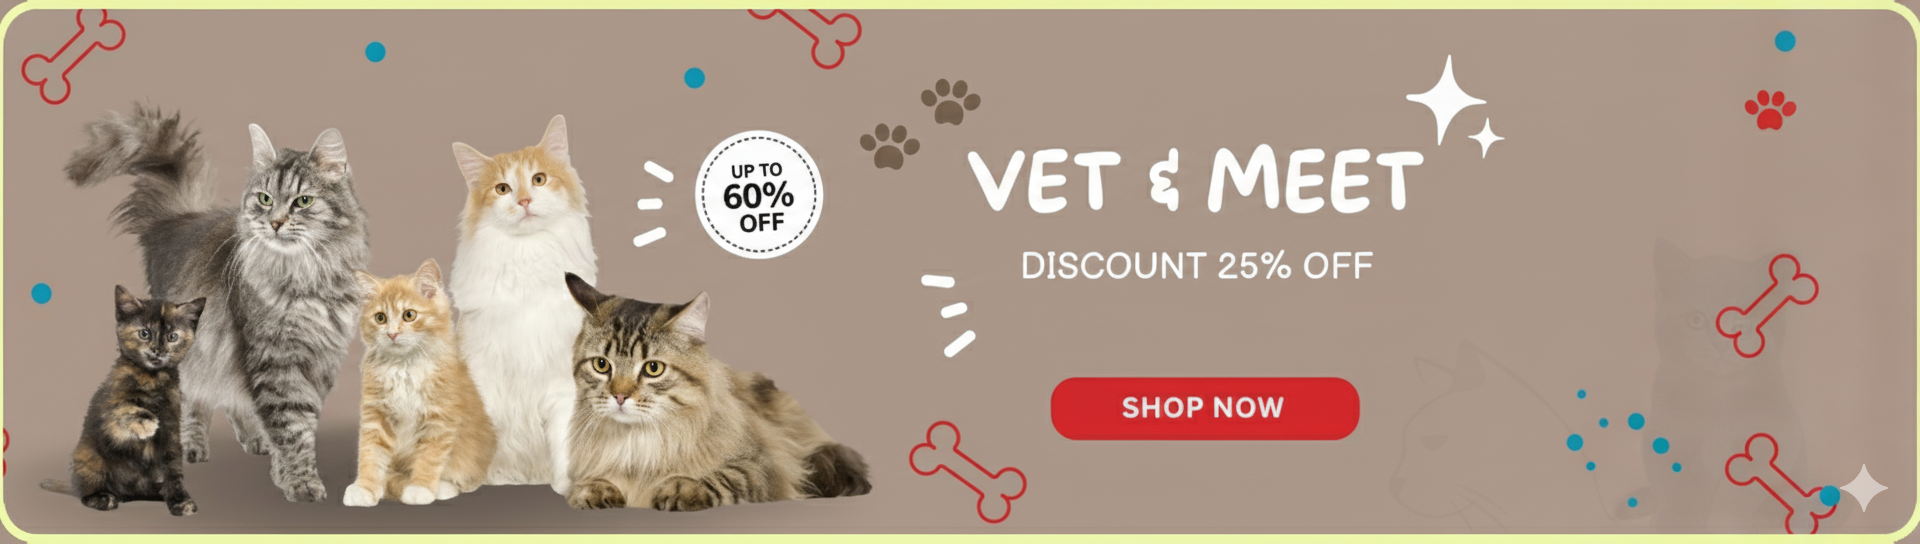 UP TO
60%
OFF
VET & MEET
DISCOUNT 25% OFF
SHOP NOW